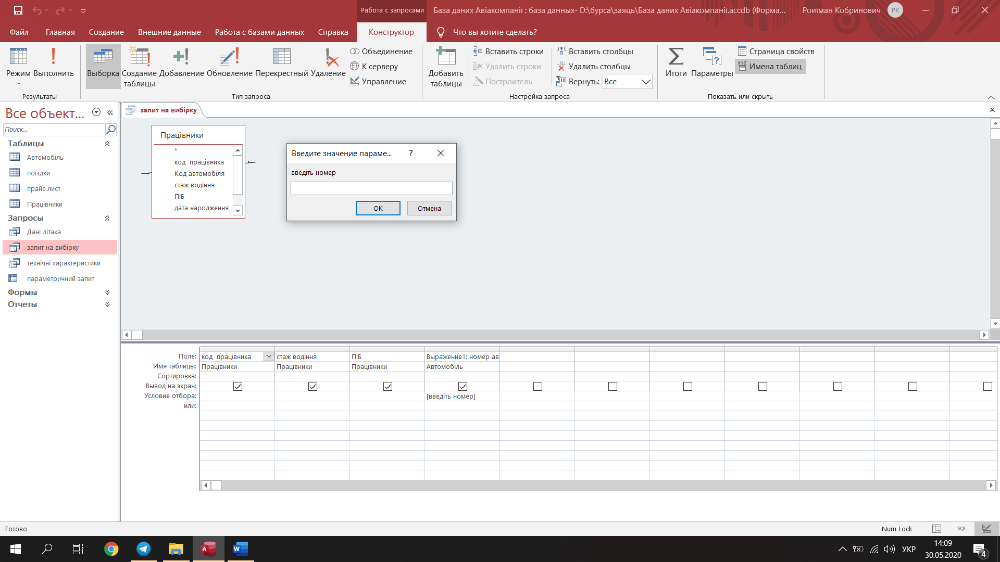 Работа с запросами
База даних Авіакомпанії : база данных- D:\бурса\заяць\База даних Авіакомпанії.accdb (Форма...
Роиїман Кобринович
РК
Файл
Главная
Создание
Внешние данные
Работа с базами данных
Справка
Конструктор
Что вы хотите сделать?
Режим
Выполнить
Результаты
Выборка
Создание таблицы
Добавление
Обновление
Перекрестный
Удаление
Объединение
К серверу
Управление
Тип запроса
Добавить таблицы
Вставить строки
Удалить строки
Построитель
Вставить столбцы
Удалить столбцы
Вернуть: Все
Настройка запроса
Итоги
Параметры
Страница свойств
XYZ
Имена таблиц
Показать или скрыть
Все объект...
Поиск...
Таблицы
Автомобіль
поїздки
прайс лист
Працівники
Запросы
Дані літака
запит на вибірку
технічні характеристики
параметричний запит
Формы
Отчеты
запит на вибірку
Працівники
*
код працівника
Код автомобіля
стаж водіння
ПІБ
дата народження
Введите значение параме...
?
введіть номер
ОК
Отмена
Поле: код працівника стаж водіння ПІБ Выражение1: номер ав
Имя таблицы: Працівники Працівники Працівники Автомобіль
Сортировка:
Вывод на экран:
Условие отбора: [введіть номер]
или:
Готово
Num Lock
SQL
УКР
14:09
30.05.2020
4